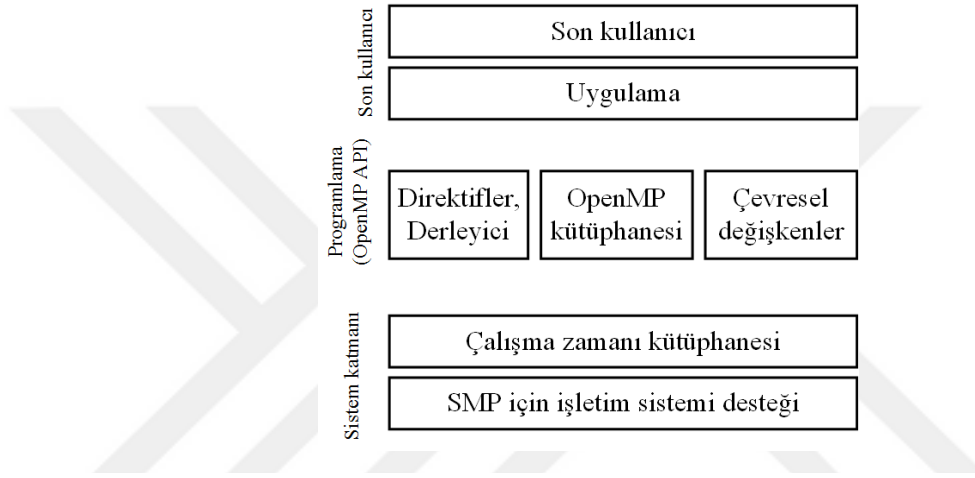 Son kullanıcı
Son kullanıcı
Uygulama
Programlama
(OpenMP API)
Direktifler,
Derleyici
OpenMP
kütüphanesi
Çevresel
değişkenler
Sistem katmanı
Çalışma zamanı kütüphanesi
SMP için işletim sistemi desteği